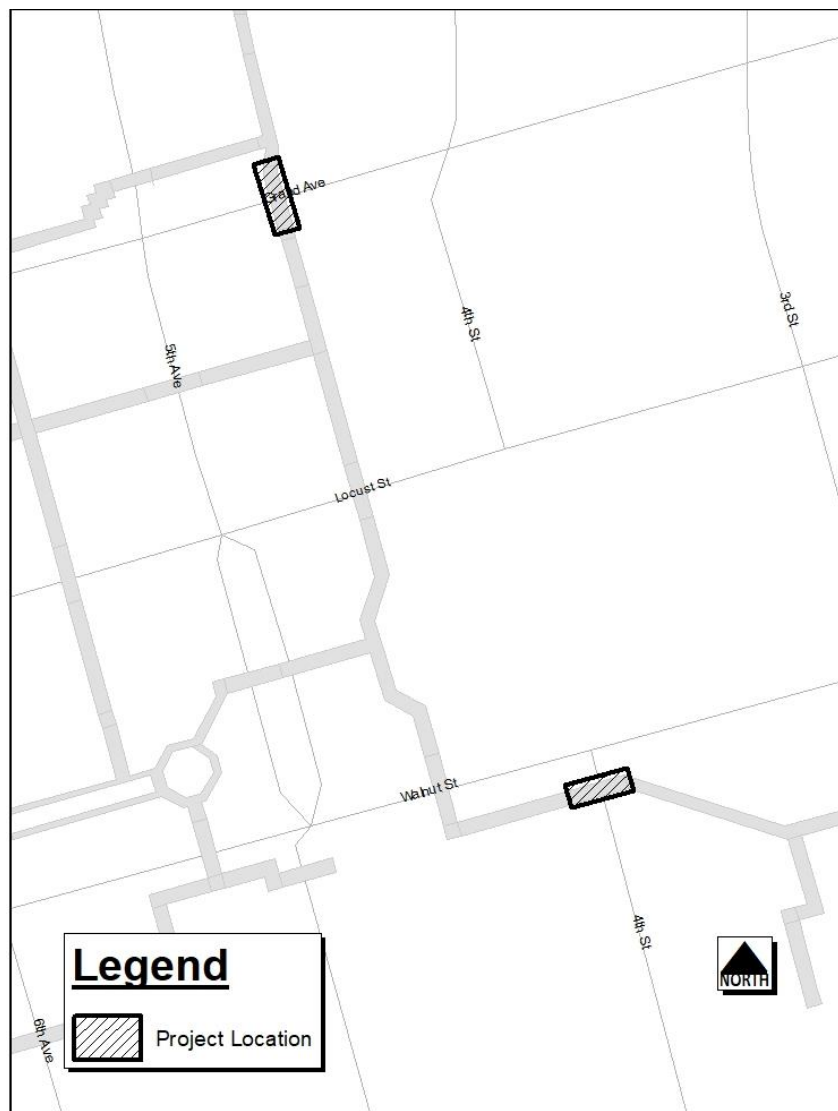 Grand Ave
4th St
3rd St
5th Ave
Locust St
Walnut St
4th St
6th Ave
NORTH
Legend
Project Location